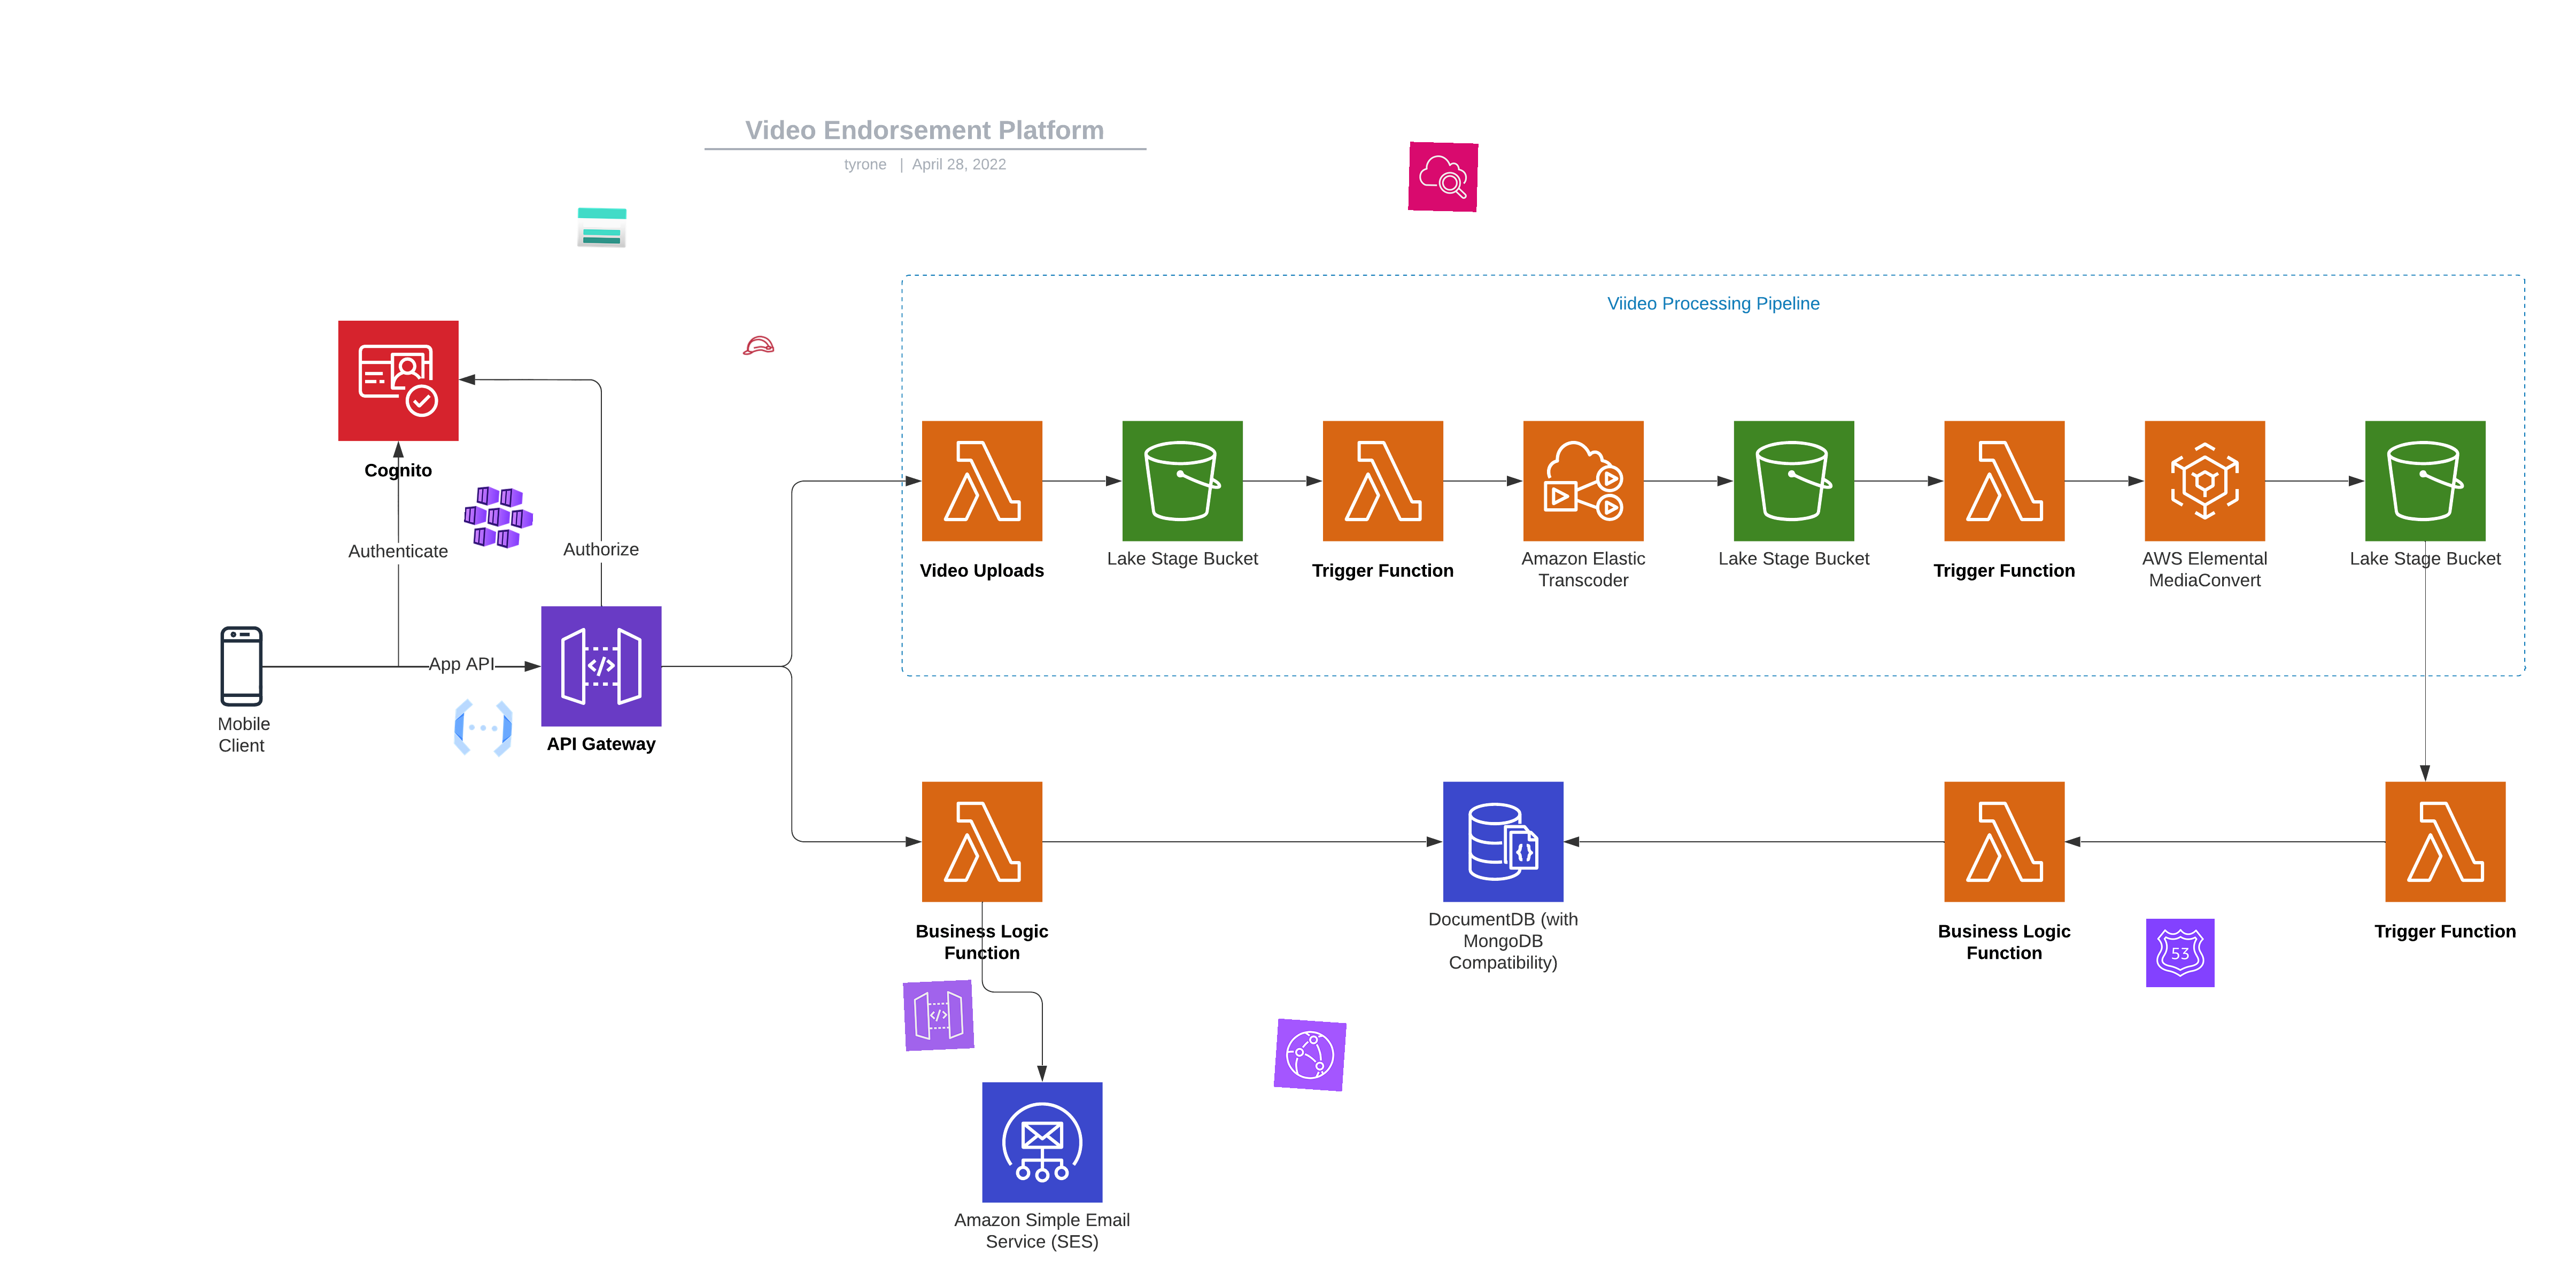 Video Endorsement Platform
tyrone | April 28, 2022
Viideo Processing Pipeline
Cognito
Authenticate
Authorize
Video Uploads
Lake Stage Bucket
Trigger Function
Amazon Elastic
Transcoder
Lake Stage Bucket
Trigger Function
AWS Elemental
MediaConvert
Lake Stage Bucket
App API
Mobile
Client
API Gateway
Business Logic
Function
DocumentDB (with
MongoDB
Compatibility)
Business Logic
Function
53
Trigger Function
Amazon Simple Email
Service (SES)